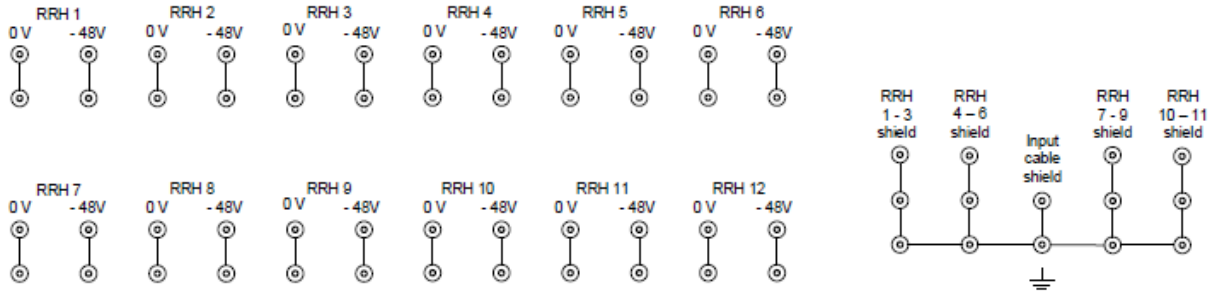 RRH 1 RRH 2 RRH 3 RRH 4 RRH 5 RRH 6
0 V - 48V 0 V - 48V 0 V - 48V 0 V - 48V 0 V - 48V 0 V - 48V
RRH 7 RRH 8 RRH 9 RRH 10 RRH 11 RRH 12
0 V - 48V 0 V - 48V 0 V - 48V 0 V - 48V 0 V - 48V 0 V - 48V
RRH
1 - 3
shield
RRH
4 – 6
shield
Input
cable
shield
RRH
7 - 9
shield
RRH
10 – 11
shield